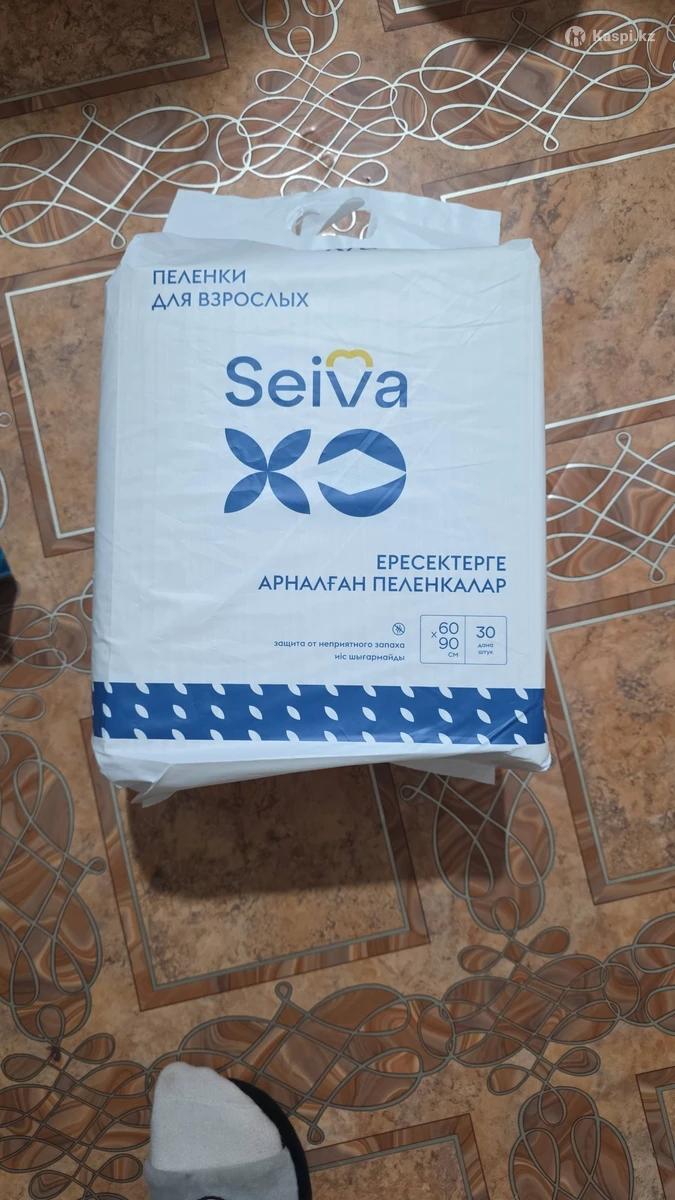 Kaspi.kz
ПЕЛЕНКИ
ДЛЯ ВЗРОСЛЫХ
Seiva
ЕРЕСЕКТЕРГЕ
АРНАЛҒАН ПЕЛЕНКАЛАР
защита от неприятного запаха
иіс шығармайды
x 60
90
см
30
дана
штук